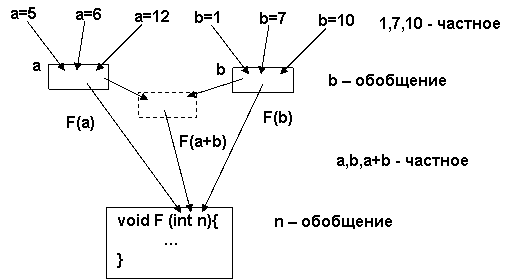 a=5 a=6 a=12 b=1 b=7 b=10 1,7,10 - частное
a b b – обобщение
F(a) F(a+b) F(b)
a,b,a+b - частное
void F (int n){ n – обобщение
...
}